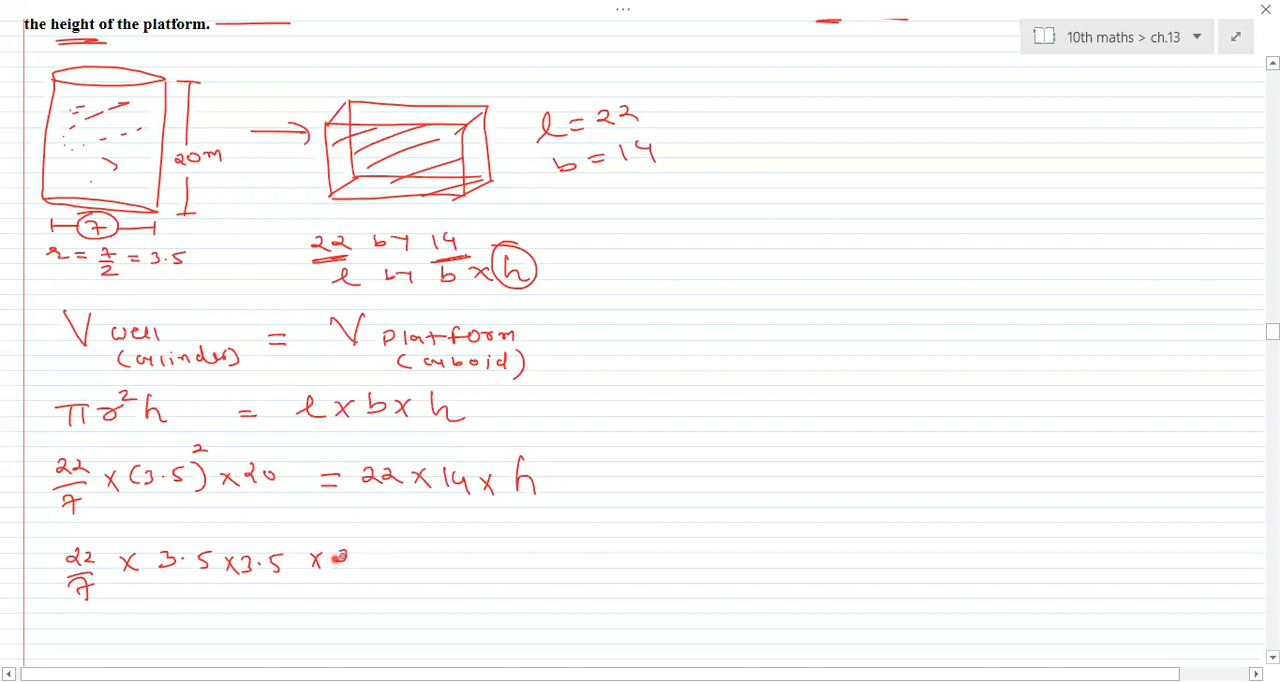 the height of the platform.
10th maths > ch.13
l = 22
b = 14
20m
7
r = 7/2 = 3.5
22 by 14
l by b x h
V well = V platform
(cylinder) (cuboid)
πr²h = l x b x h
22/7 x (3.5)² x 20 = 22 x 14 x h
22/7 x 3.5 x 3.5 x